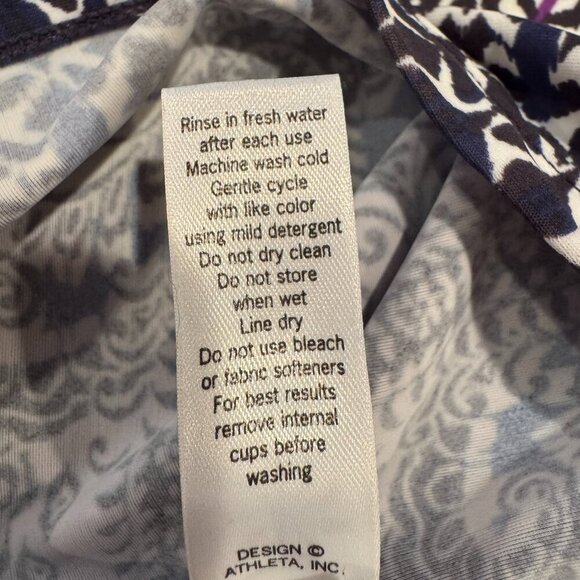 Rinse in fresh water
after each use
Machine wash cold
Gentle cycle
with like color
using mild detergent
Do not dry clean
Do not store
when wet
Line dry
Do not use bleach
or fabric softeners
For best results
remove internal
cups before
washing
DESIGN ©
ATHLETA, INC.